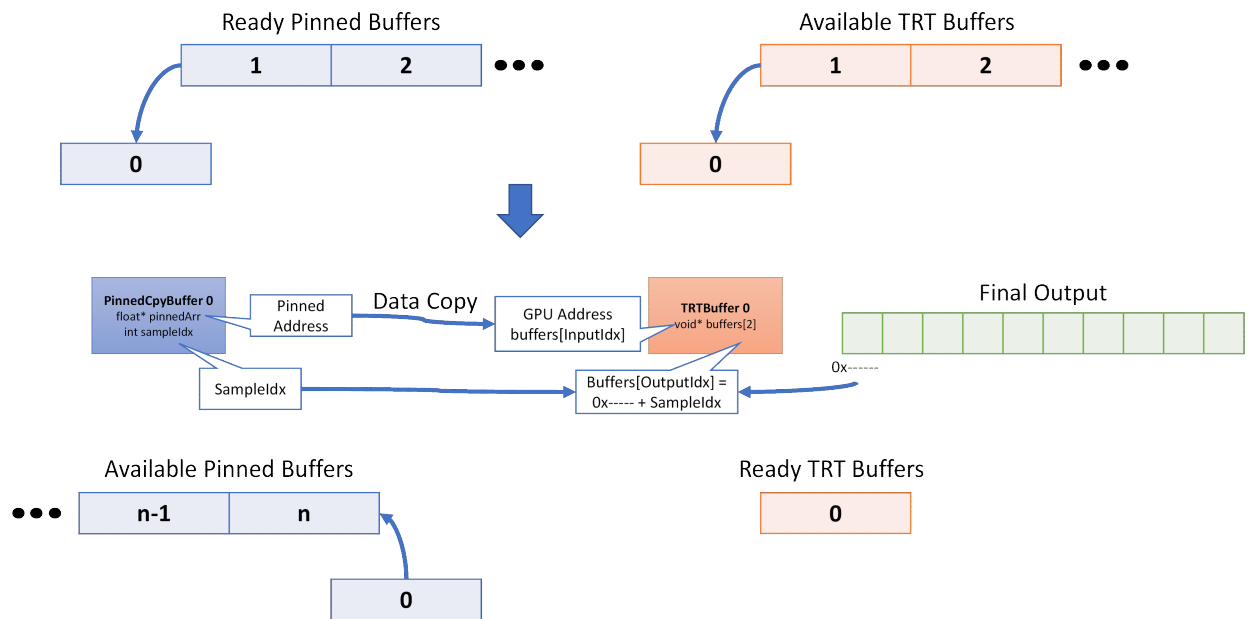 Ready Pinned Buffers
Available TRT Buffers
1
2
1
2
0
0
PinnedCpyBuffer 0
float* pinnedArr
int sampleIdx
Pinned
Address
Data Copy
GPU Address
buffers[InputIdx]
TRTBuffer 0
void* buffers[2]
Final Output
0x------
SampleIdx
Buffers[OutputIdx] =
0x----- + SampleIdx
Available Pinned Buffers
Ready TRT Buffers
n-1
n
0
0